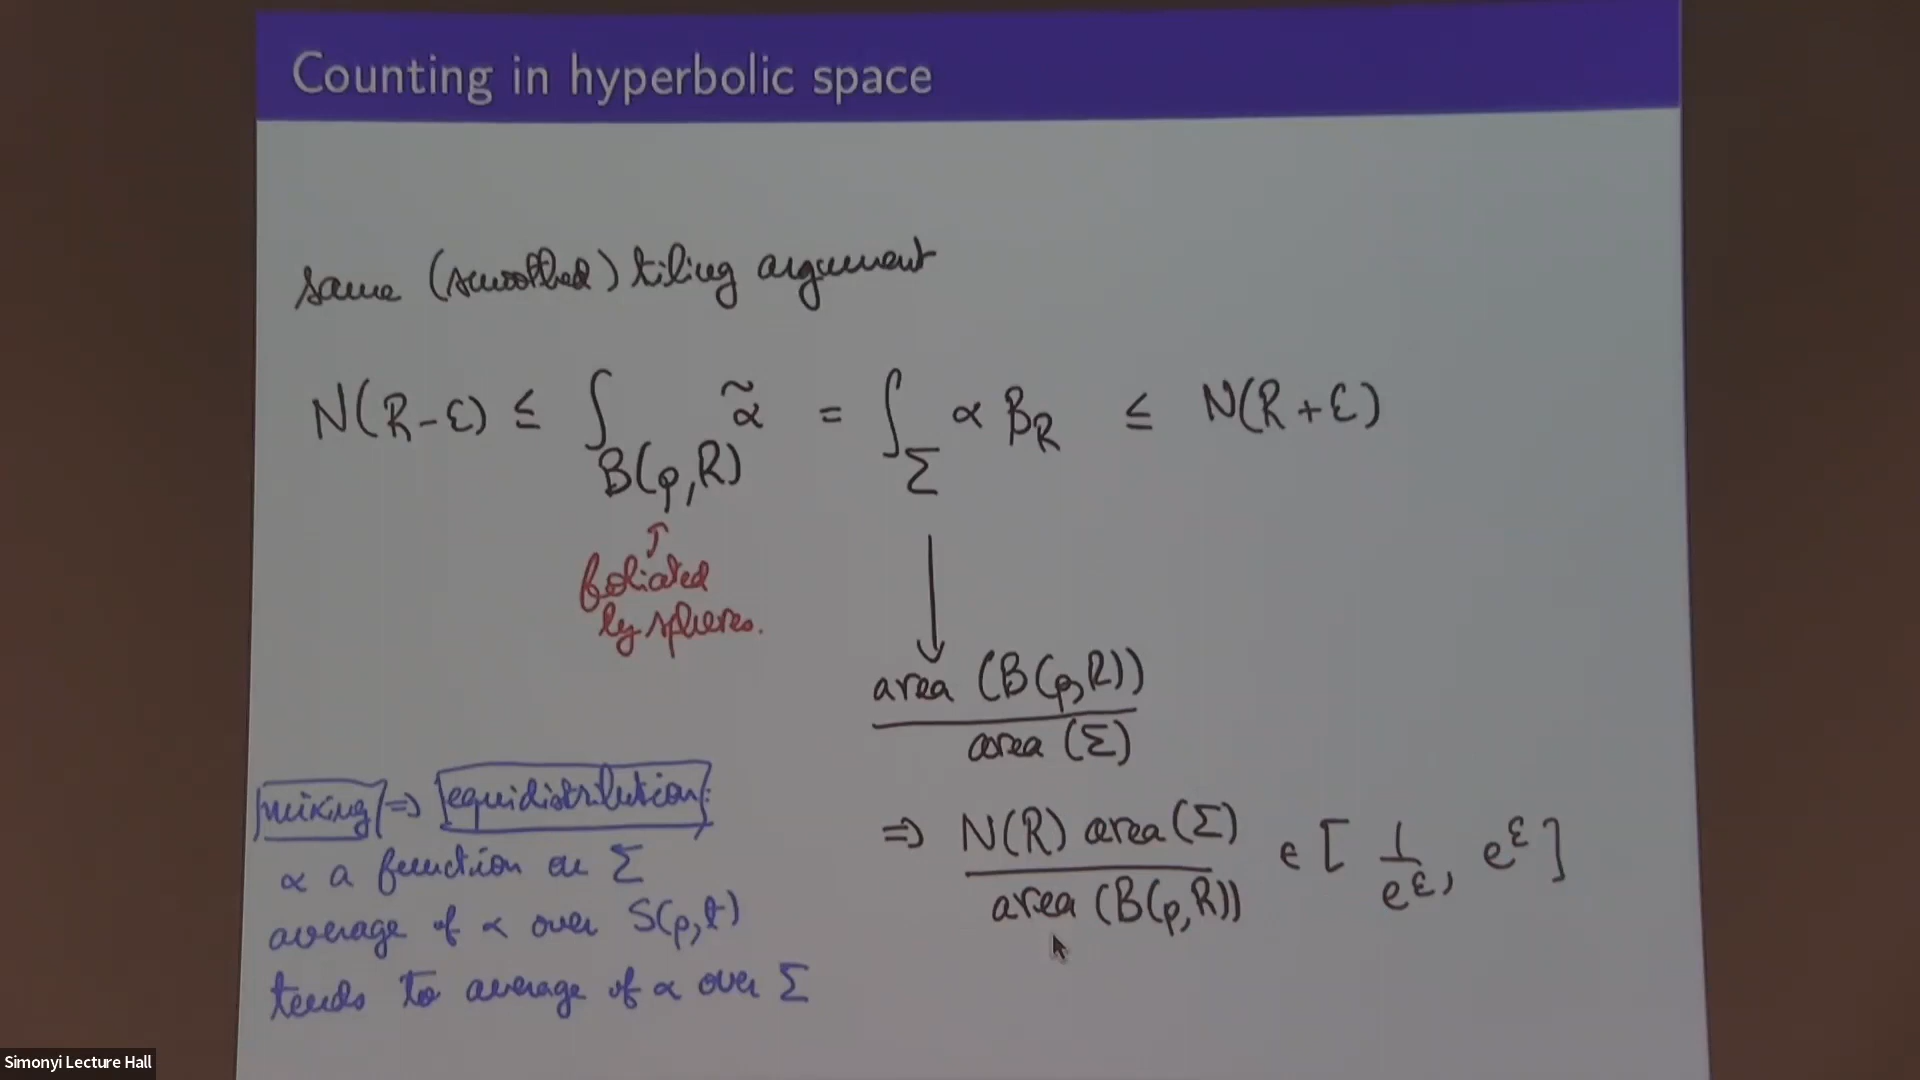 Counting in hyperbolic space
same (smoothed) tiling argument
N(R-ε) ≤ ∫_{B(p,R)} α̃ = ∫_Σ α B_R ≤ N(R+ε)
↑
foliated
by spheres.
↓
area (B(p,R))
area (Σ)
mixing ⇒ equidistribution:
α a function on Σ
average of α over S(p,t)
tends to average of α over Σ
⇒ N(R) area(Σ) / area (B(p,R)) ∈ [1/e^ε, e^ε]
Simonyi Lecture Hall